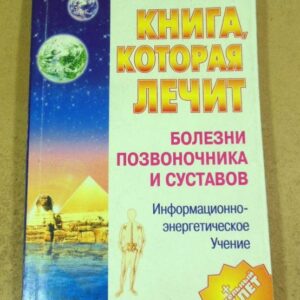 КНИГА,
КОТОРАЯ
ЛЕЧИТ
БОЛЕЗНИ
ПОЗВОНОЧНИКА
И СУСТАВОВ
Информационно-
энергетическое
Учение